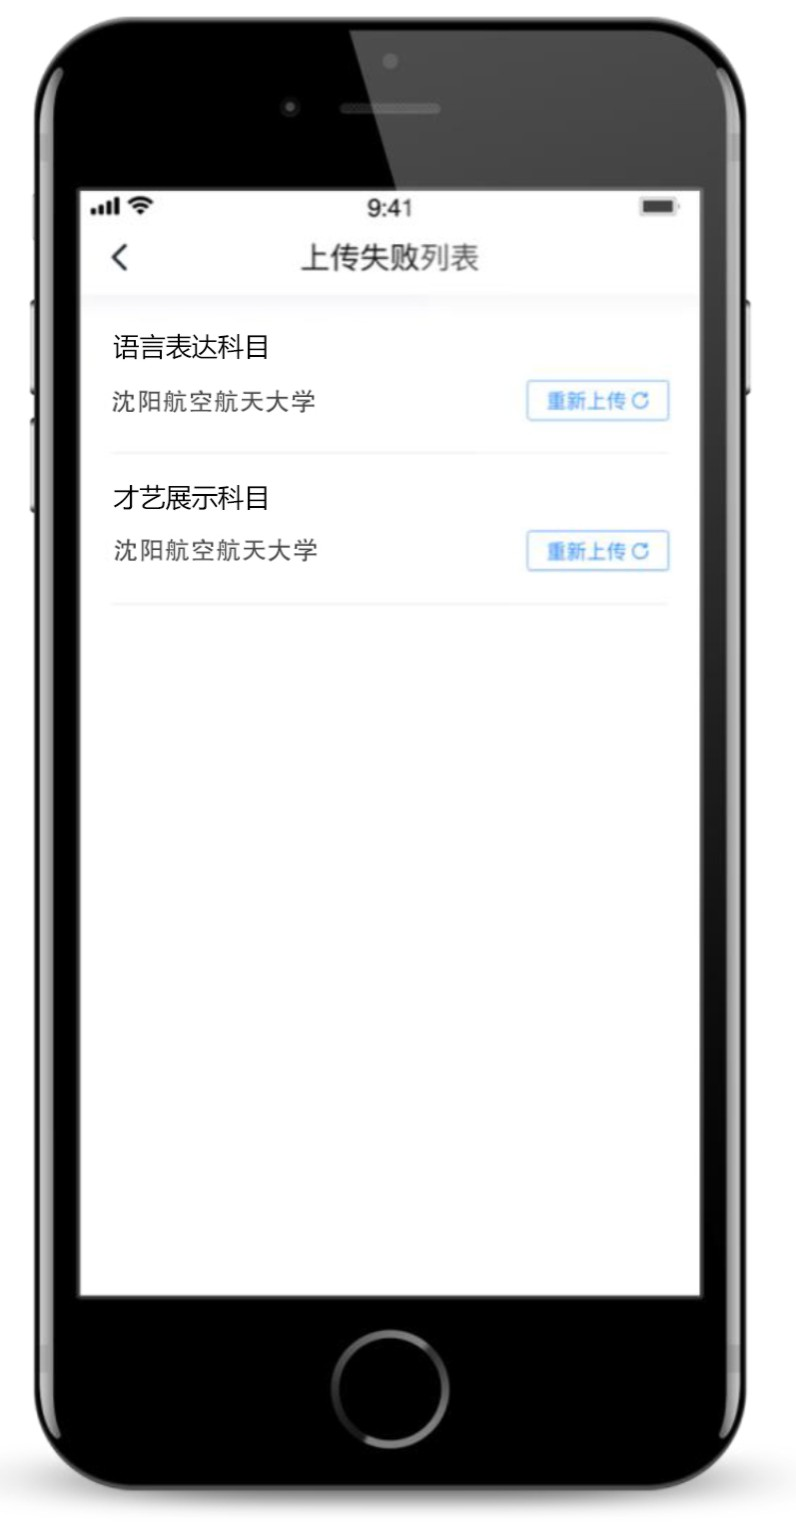 9:41
上传失败列表
语言表达科目
沈阳航空航天大学
重新上传
才艺展示科目
沈阳航空航天大学
重新上传